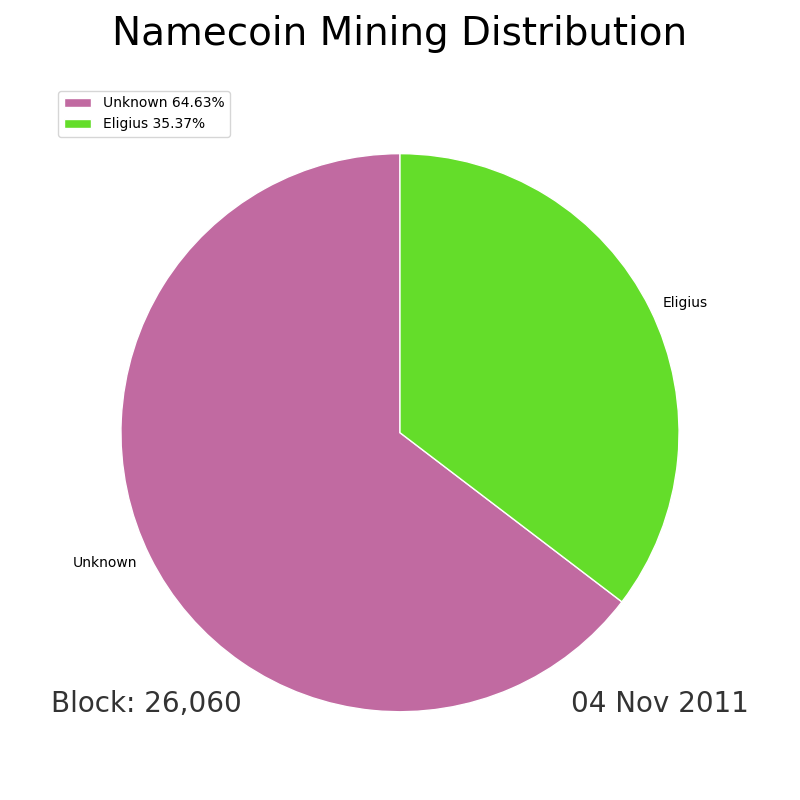 Namecoin Mining Distribution
Unknown 64.63%
Eligius 35.37%
Eligius
Unknown
Block: 26,060
04 Nov 2011